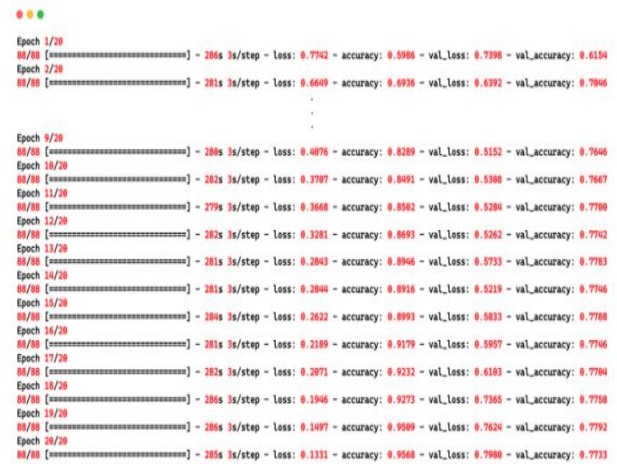 Epoch 1/20
88/88 [==============================] - 286s 3s/step - loss: 0.7742 - accuracy: 0.5986 - val_loss: 0.7398 - val_accuracy: 0.6154
Epoch 2/20
88/88 [==============================] - 281s 3s/step - loss: 0.6649 - accuracy: 0.6936 - val_loss: 0.6392 - val_accuracy: 0.7046
.
.
.
Epoch 9/20
88/88 [==============================] - 280s 3s/step - loss: 0.4076 - accuracy: 0.8289 - val_loss: 0.5152 - val_accuracy: 0.7646
Epoch 10/20
88/88 [==============================] - 282s 3s/step - loss: 0.3707 - accuracy: 0.8491 - val_loss: 0.5308 - val_accuracy: 0.7667
Epoch 11/20
88/88 [==============================] - 279s 3s/step - loss: 0.3668 - accuracy: 0.8502 - val_loss: 0.5284 - val_accuracy: 0.7700
Epoch 12/20
88/88 [==============================] - 282s 3s/step - loss: 0.3281 - accuracy: 0.8693 - val_loss: 0.5262 - val_accuracy: 0.7742
Epoch 13/20
88/88 [==============================] - 281s 3s/step - loss: 0.2843 - accuracy: 0.8946 - val_loss: 0.5733 - val_accuracy: 0.7783
Epoch 14/20
88/88 [==============================] - 281s 3s/step - loss: 0.2844 - accuracy: 0.8916 - val_loss: 0.5219 - val_accuracy: 0.7746
Epoch 15/20
88/88 [==============================] - 284s 3s/step - loss: 0.2622 - accuracy: 0.8993 - val_loss: 0.5833 - val_accuracy: 0.7788
Epoch 16/20
88/88 [==============================] - 281s 3s/step - loss: 0.2189 - accuracy: 0.9179 - val_loss: 0.5957 - val_accuracy: 0.7746
Epoch 17/20
88/88 [==============================] - 282s 3s/step - loss: 0.2071 - accuracy: 0.9232 - val_loss: 0.6103 - val_accuracy: 0.7704
Epoch 18/20
88/88 [==============================] - 286s 3s/step - loss: 0.1946 - accuracy: 0.9273 - val_loss: 0.7365 - val_accuracy: 0.7758
Epoch 19/20
88/88 [==============================] - 286s 3s/step - loss: 0.1497 - accuracy: 0.9509 - val_loss: 0.7624 - val_accuracy: 0.7792
Epoch 20/20
88/88 [==============================] - 285s 3s/step - loss: 0.1331 - accuracy: 0.9568 - val_loss: 0.7980 - val_accuracy: 0.7733